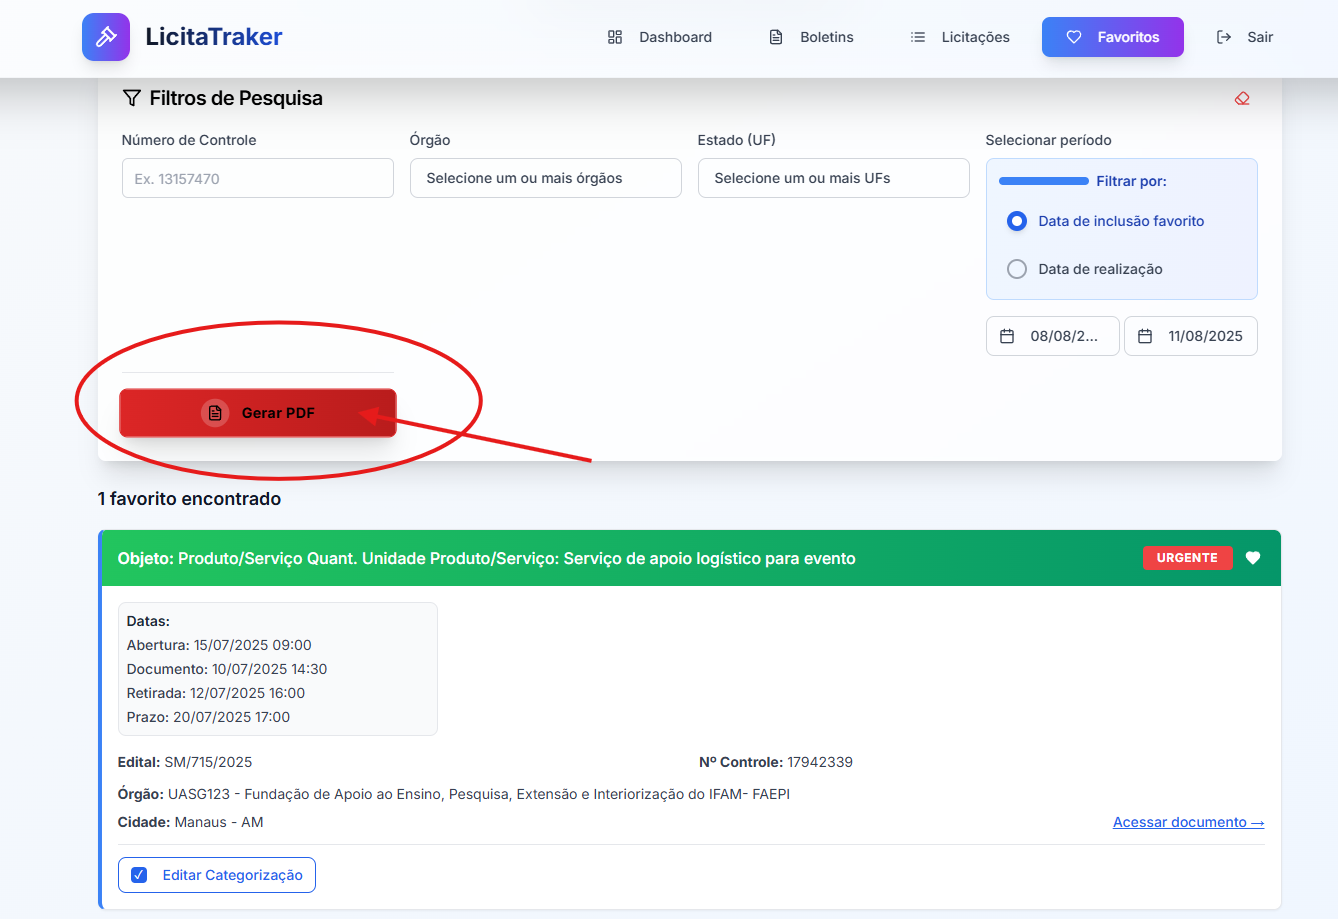 LicitaTraker
Dashboard
Boletins
Licitações
Favoritos
Sair
Filtros de Pesquisa
Número de Controle
Órgão
Estado (UF)
Selecionar período
Ex. 13157470
Selecione um ou mais órgãos
Selecione um ou mais UFs
Filtrar por:
Data de inclusão favorito
Data de realização
08/08/2...
11/08/2025
Gerar PDF
1 favorito encontrado
Objeto: Produto/Serviço Quant. Unidade Produto/Serviço: Serviço de apoio logístico para evento
URGENTE
Datas:
Abertura: 15/07/2025 09:00
Documento: 10/07/2025 14:30
Retirada: 12/07/2025 16:00
Prazo: 20/07/2025 17:00
Edital: SM/715/2025
Nº Controle: 17942339
Órgão: UASG123 - Fundação de Apoio ao Ensino, Pesquisa, Extensão e Interiorização do IFAM- FAEPI
Cidade: Manaus - AM
Acessar documento →
Editar Categorização